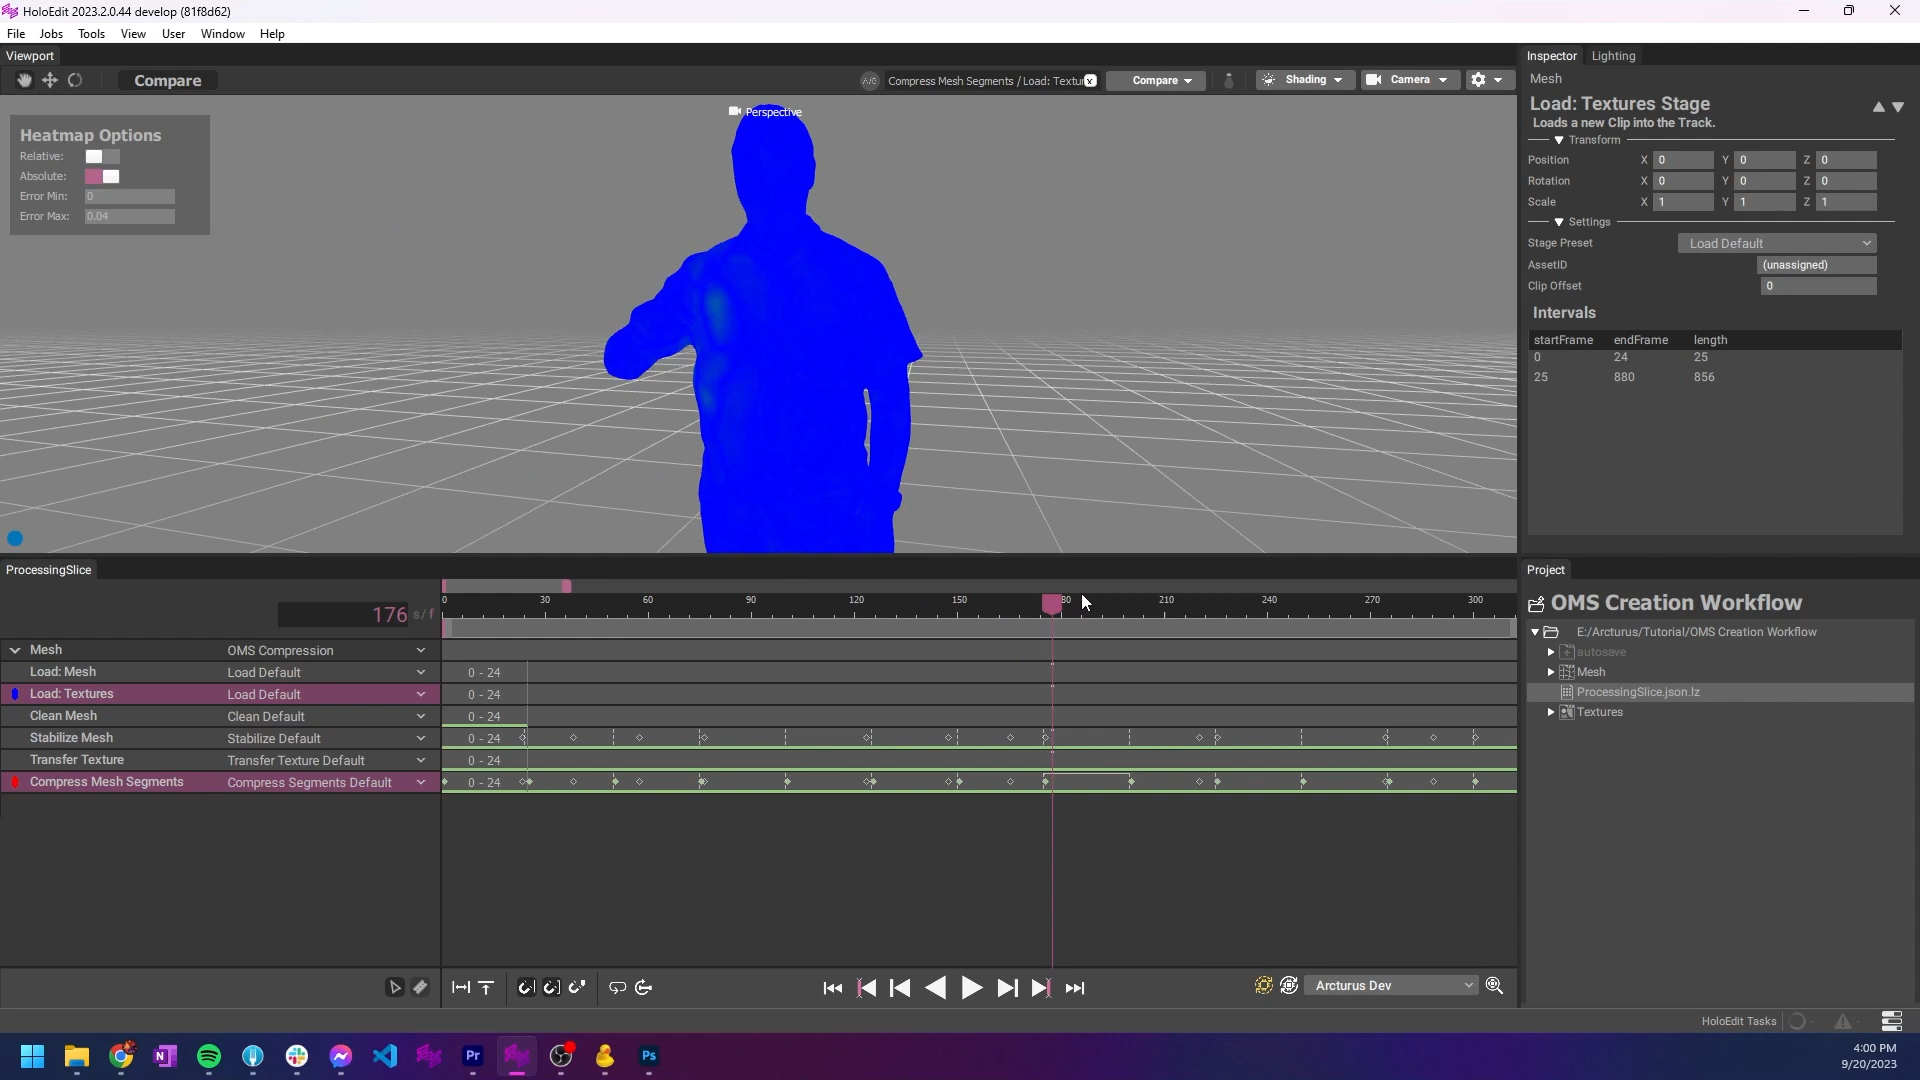 HoloEdit 2023.2.0.44 develop (81f8d62)
File Jobs Tools View User Window Help
Viewport
Compare
A/C Compress Mesh Segments / Load: Textur x Compare Shading Camera
Perspective
Heatmap Options
Relative:
Absolute:
Error Min: 0
Error Max: 0.04
Inspector Lighting
Mesh
Load: Textures Stage
Loads a new Clip into the Track.
Transform
Position X 0 Y 0 Z 0
Rotation X 0 Y 0 Z 0
Scale X 1 Y 1 Z 1
Settings
Stage Preset Load Default
AssetID (unassigned)
Clip Offset 0
Intervals
startFrame endFrame length
0 24 25
25 880 856
ProcessingSlice
176 s/f
0 30 60 90 120 150 80 210 240 270 300
Mesh OMS Compression
Load: Mesh Load Default 0 - 24
Load: Textures Load Default 0 - 24
Clean Mesh Clean Default 0 - 24
Stabilize Mesh Stabilize Default 0 - 24
Transfer Texture Transfer Texture Default 0 - 24
Compress Mesh Segments Compress Segments Default 0 - 24
Arcturus Dev
Project
OMS Creation Workflow
E:/Arcturus/Tutorial/OMS Creation Workflow
autosave
Mesh
ProcessingSlice.json.lz
Textures
HoloEdit Tasks
N Pr Ps
4:00 PM
9/20/2023